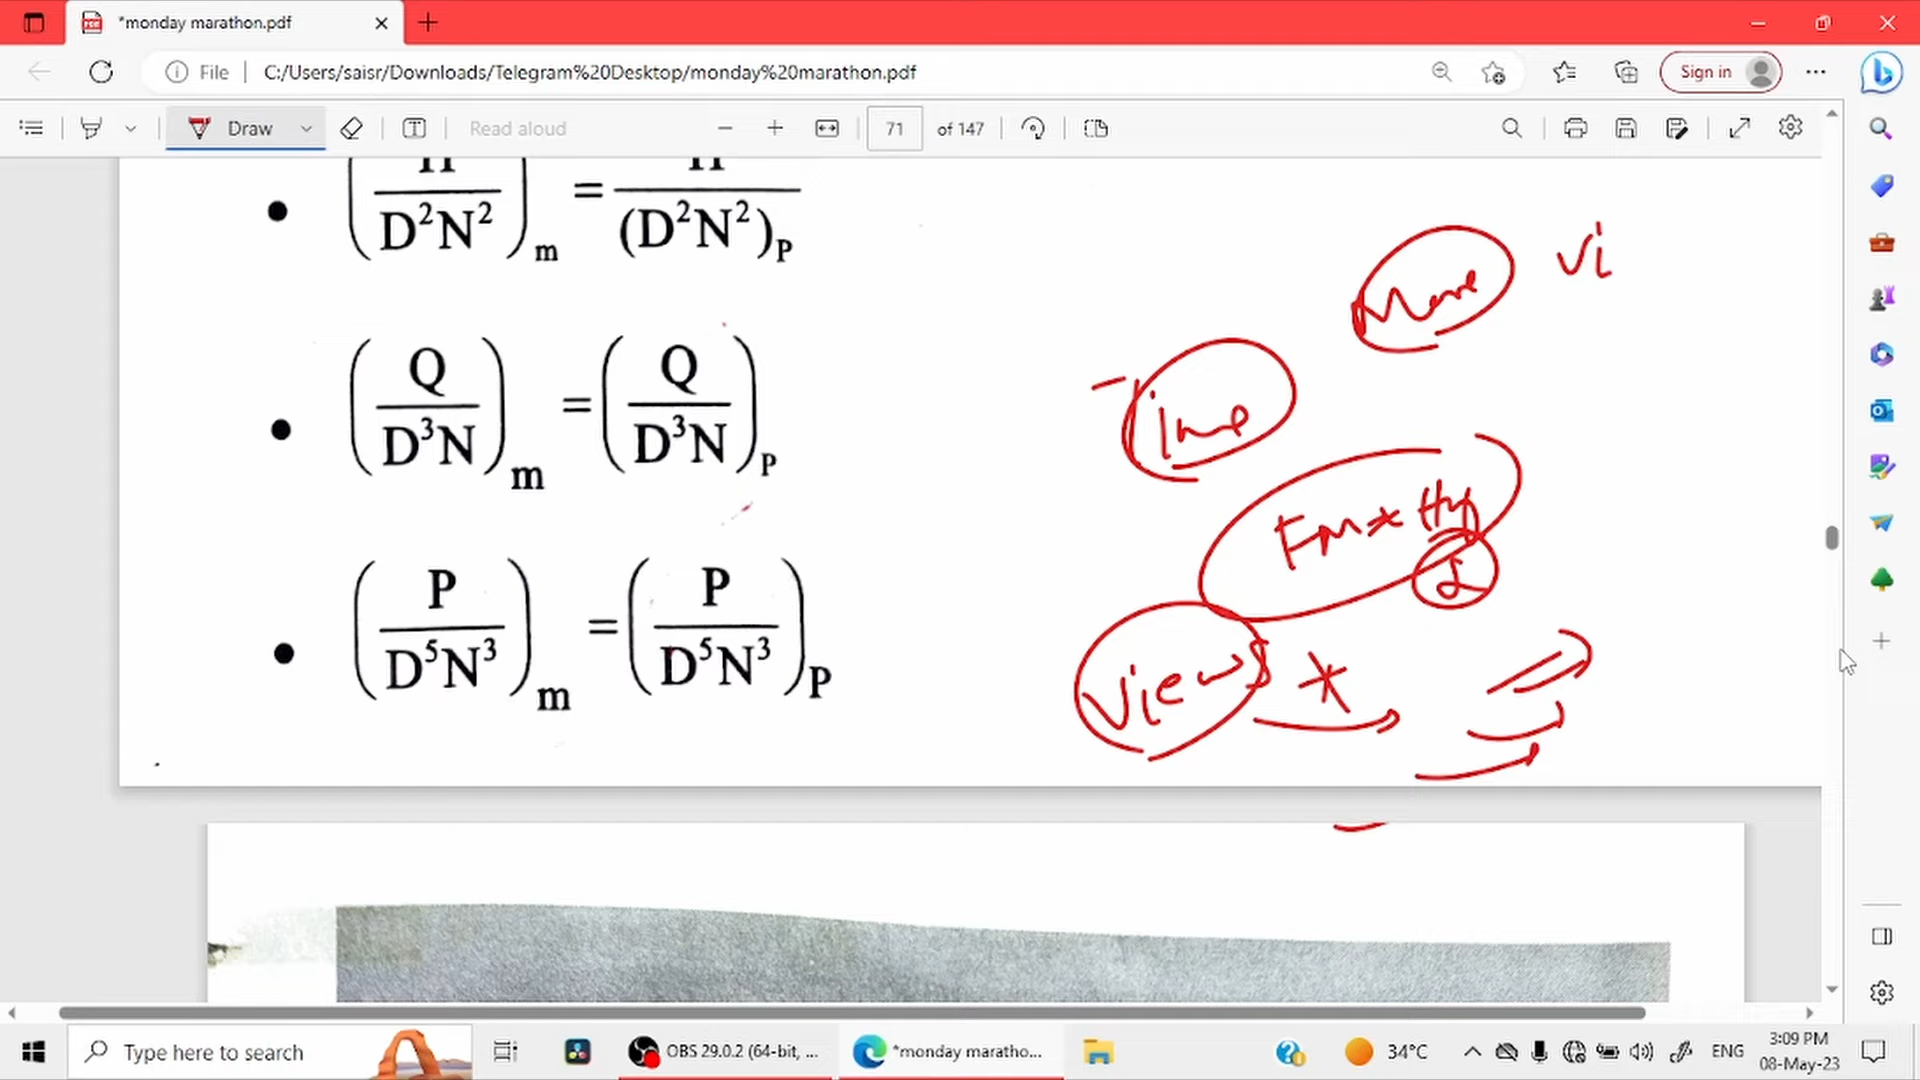 *monday marathon.pdf
File
C:/Users/saisr/Downloads/Telegram%20Desktop/monday%20marathon.pdf
Sign in
Draw
Read aloud
71
of 147
• (H/D²N²)m = H/(D²N²)P
• (Q/D³N)m = (Q/D³N)P
• (P/D⁵N³)m = (P/D⁵N³)P
Vi
Views
Type here to search
OBS 29.0.2 (64-bit, ...
*monday maratho...
34°C
ENG
3:09 PM
08-May-23